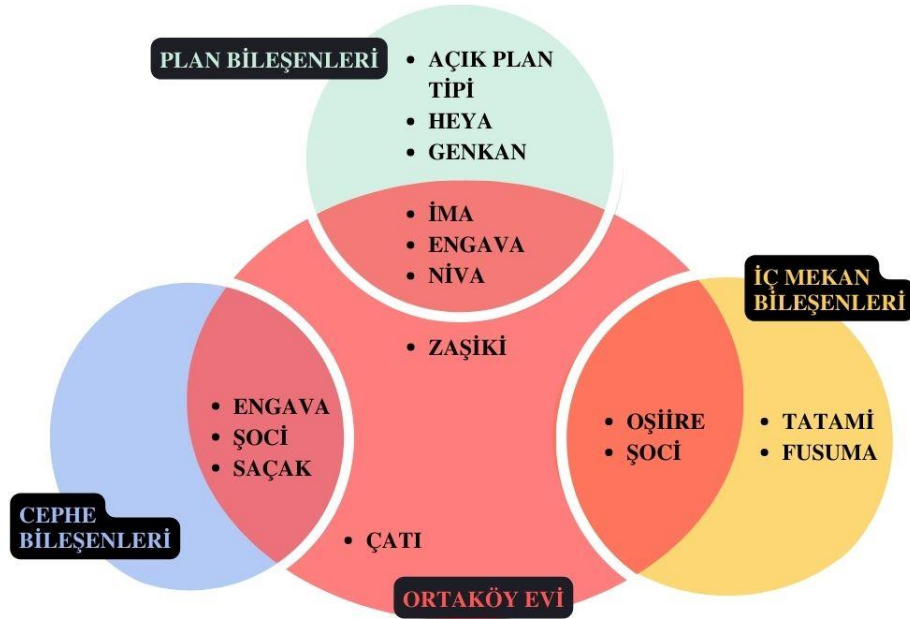 PLAN BİLEŞENLERİ
• AÇIK PLAN
TİPİ
• HEYA
• GENKAN
• İMA
• ENGAVA
• NİVA
İÇ MEKAN
BİLEŞENLERİ
• ZAŞİKİ
• ENGAVA
• ŞOCİ
• SAÇAK
• OŞİİRE
• ŞOCİ
• TATAMİ
• FUSUMA
CEPHE
BİLEŞENLERİ
• ÇATI
ORTAKÖY EVİ